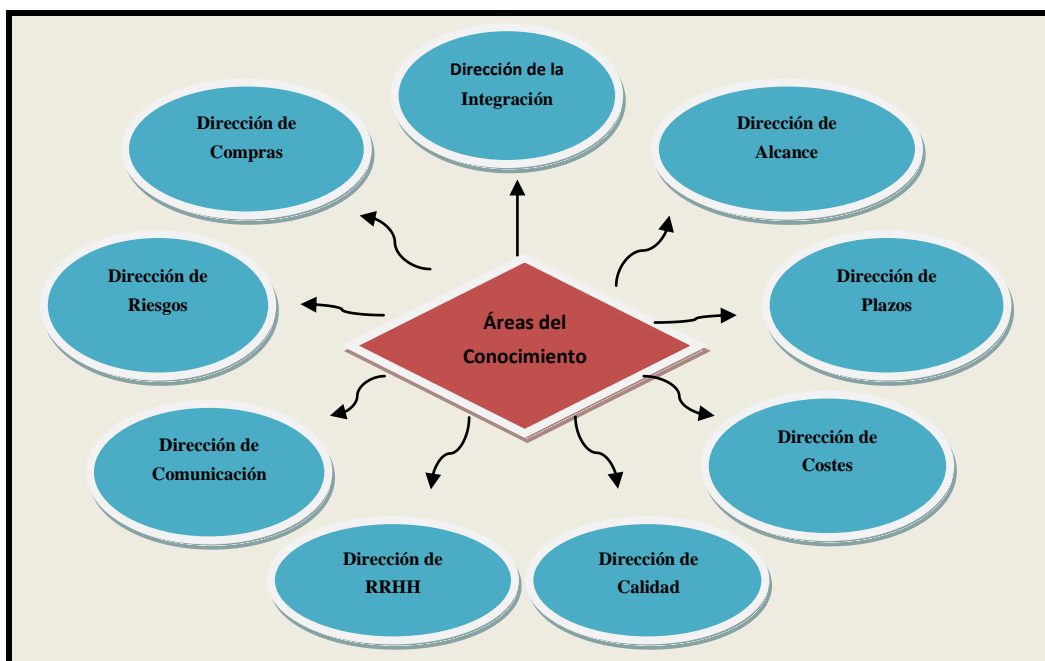 Dirección de la
Integración
Dirección de
Alcance
Dirección de
Plazos
Dirección de
Costes
Dirección de
Calidad
Dirección de
RRHH
Dirección de
Comunicación
Dirección de
Riesgos
Dirección de
Compras
Áreas del
Conocimiento